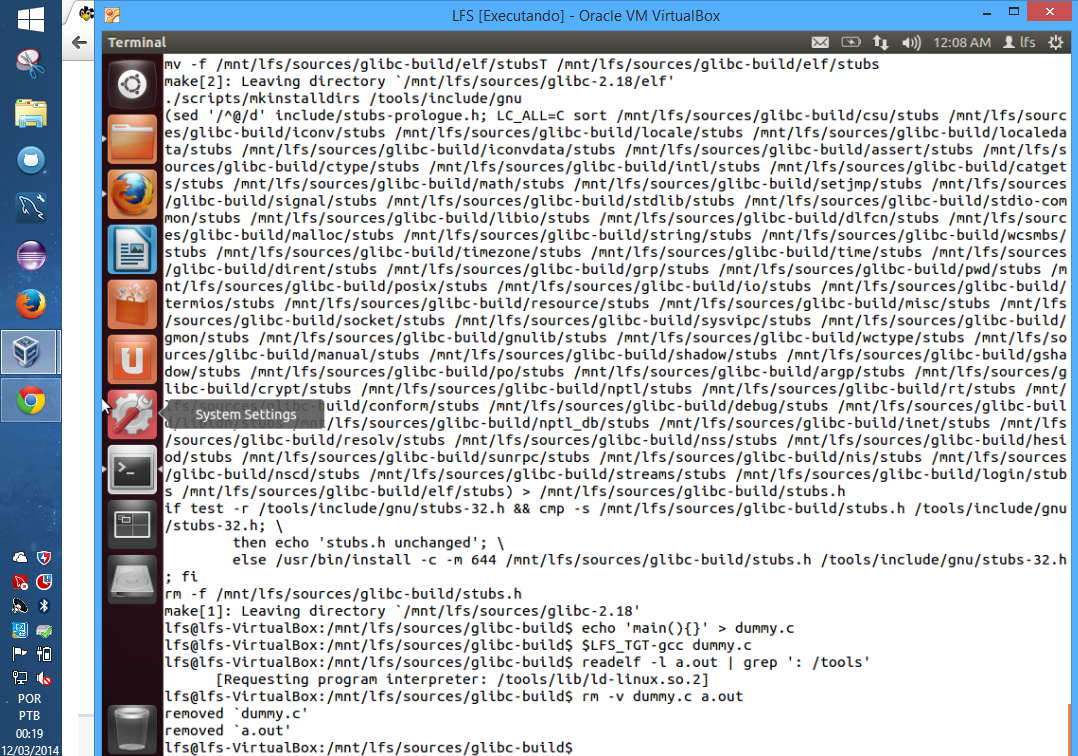 LFS [Executando] - Oracle VM VirtualBox
Terminal
12:08 AM
lfs
mv -f /mnt/lfs/sources/glibc-build/elf/stubsT /mnt/lfs/sources/glibc-build/elf/stubs
make[2]: Leaving directory `/mnt/lfs/sources/glibc-2.18/elf'
./scripts/mkinstalldirs /tools/include/gnu
(sed '/^@/d' include/stubs-prologue.h; LC_ALL=C sort /mnt/lfs/sources/glibc-build/csu/stubs /mnt/lfs/sourc
es/glibc-build/iconv/stubs /mnt/lfs/sources/glibc-build/locale/stubs /mnt/lfs/sources/glibc-build/localeda
ta/stubs /mnt/lfs/sources/glibc-build/iconvdata/stubs /mnt/lfs/sources/glibc-build/assert/stubs /mnt/lfs/s
ources/glibc-build/ctype/stubs /mnt/lfs/sources/glibc-build/intl/stubs /mnt/lfs/sources/glibc-build/catget
s/stubs /mnt/lfs/sources/glibc-build/math/stubs /mnt/lfs/sources/glibc-build/setjmp/stubs /mnt/lfs/sources
/glibc-build/signal/stubs /mnt/lfs/sources/glibc-build/stdlib/stubs /mnt/lfs/sources/glibc-build/stdio-com
mon/stubs /mnt/lfs/sources/glibc-build/libio/stubs /mnt/lfs/sources/glibc-build/dlfcn/stubs /mnt/lfs/sourc
es/glibc-build/malloc/stubs /mnt/lfs/sources/glibc-build/string/stubs /mnt/lfs/sources/glibc-build/wcsmbs/
stubs /mnt/lfs/sources/glibc-build/timezone/stubs /mnt/lfs/sources/glibc-build/time/stubs /mnt/lfs/sources
/glibc-build/dirent/stubs /mnt/lfs/sources/glibc-build/grp/stubs /mnt/lfs/sources/glibc-build/pwd/stubs /m
nt/lfs/sources/glibc-build/posix/stubs /mnt/lfs/sources/glibc-build/io/stubs /mnt/lfs/sources/glibc-build/
termios/stubs /mnt/lfs/sources/glibc-build/resource/stubs /mnt/lfs/sources/glibc-build/misc/stubs /mnt/lfs
/sources/glibc-build/socket/stubs /mnt/lfs/sources/glibc-build/sysvipc/stubs /mnt/lfs/sources/glibc-build/
gmon/stubs /mnt/lfs/sources/glibc-build/gnulib/stubs /mnt/lfs/sources/glibc-build/wctype/stubs /mnt/lfs/so
urces/glibc-build/manual/stubs /mnt/lfs/sources/glibc-build/shadow/stubs /mnt/lfs/sources/glibc-build/gsha
dow/stubs /mnt/lfs/sources/glibc-build/po/stubs /mnt/lfs/sources/glibc-build/argp/stubs /mnt/lfs/sources/g
libc-build/crypt/stubs /mnt/lfs/sources/glibc-build/nptl/stubs /mnt/lfs/sources/glibc-build/rt/stubs /mnt/
build/conform/stubs /mnt/lfs/sources/glibc-build/debug/stubs /mnt/lfs/sources/glibc-buil
System Settings
/lfs/sources/glibc-build/nptl_db/stubs /mnt/lfs/sources/glibc-build/inet/stubs /mnt/lfs
/sources/glibc-build/resolv/stubs /mnt/lfs/sources/glibc-build/nss/stubs /mnt/lfs/sources/glibc-build/hesi
od/stubs /mnt/lfs/sources/glibc-build/sunrpc/stubs /mnt/lfs/sources/glibc-build/nis/stubs /mnt/lfs/sources
/glibc-build/nscd/stubs /mnt/lfs/sources/glibc-build/streams/stubs /mnt/lfs/sources/glibc-build/login/stub
s /mnt/lfs/sources/glibc-build/elf/stubs) > /mnt/lfs/sources/glibc-build/stubs.h
if test -r /tools/include/gnu/stubs-32.h && cmp -s /mnt/lfs/sources/glibc-build/stubs.h /tools/include/gnu
/stubs-32.h; \
then echo 'stubs.h unchanged'; \
else /usr/bin/install -c -m 644 /mnt/lfs/sources/glibc-build/stubs.h /tools/include/gnu/stubs-32.h
; fi
rm -f /mnt/lfs/sources/glibc-build/stubs.h
make[1]: Leaving directory `/mnt/lfs/sources/glibc-2.18'
lfs@lfs-VirtualBox:/mnt/lfs/sources/glibc-build$ echo 'main(){}' > dummy.c
lfs@lfs-VirtualBox:/mnt/lfs/sources/glibc-build$ $LFS_TGT-gcc dummy.c
lfs@lfs-VirtualBox:/mnt/lfs/sources/glibc-build$ readelf -l a.out | grep ': /tools'
[Requesting program interpreter: /tools/lib/ld-linux.so.2]
lfs@lfs-VirtualBox:/mnt/lfs/sources/glibc-build$ rm -v dummy.c a.out
removed `dummy.c'
removed `a.out'
lfs@lfs-VirtualBox:/mnt/lfs/sources/glibc-build$
POR
PTB
00:19
12/03/2014